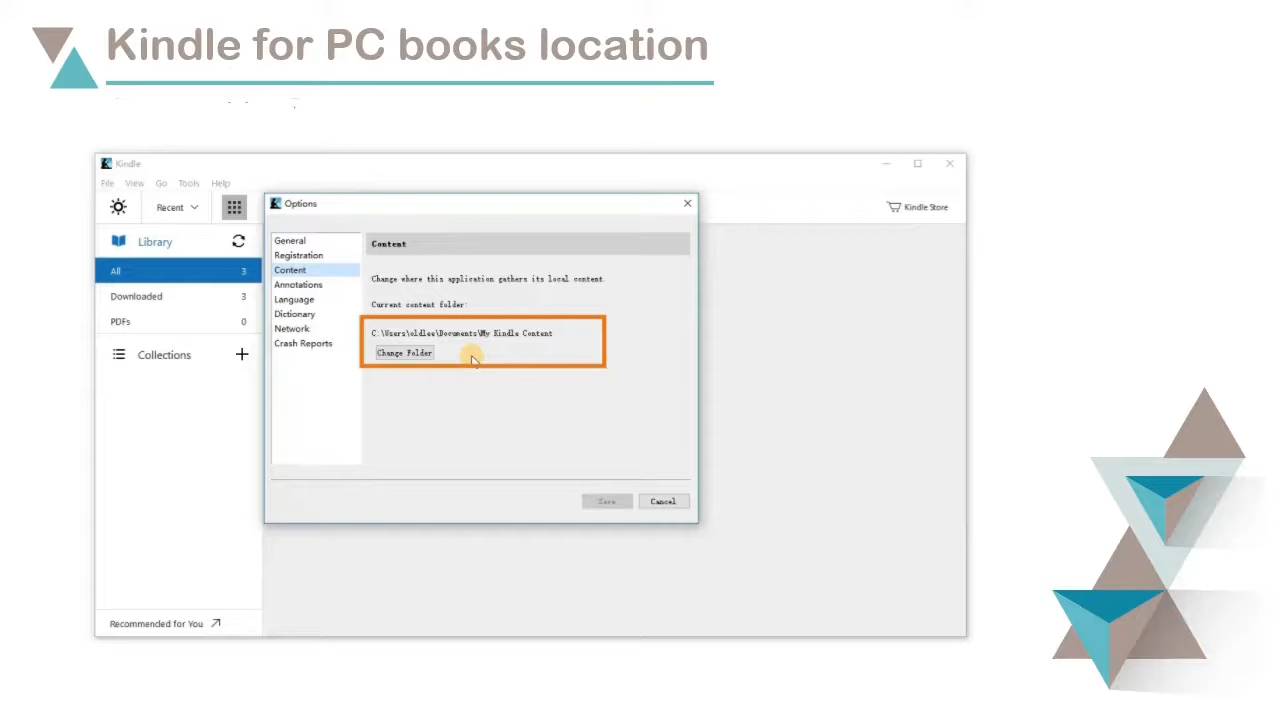 Kindle for PC books location
Kindle
File View Go Tools Help
Recent
Kindle Store
Library
All 3
Downloaded 3
PDFs 0
Collections
Recommended for You
Options
General
Registration
Content
Annotations
Language
Dictionary
Network
Crash Reports
Content
Change where this application gathers its local content.
Current content folder:
C:\Users\oldlee\Documents\My Kindle Content
Change Folder
Save Cancel